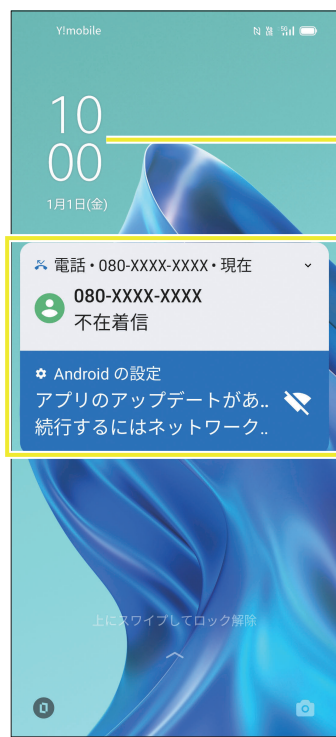 Y!mobile
10
00
1月1日(金)
電話・080-XXXX-XXXX・現在
080-XXXX-XXXX
不在着信
Android の設定
アプリのアップデートがあ..
続行するにはネットワーク..
上にスワイプしてロック解除